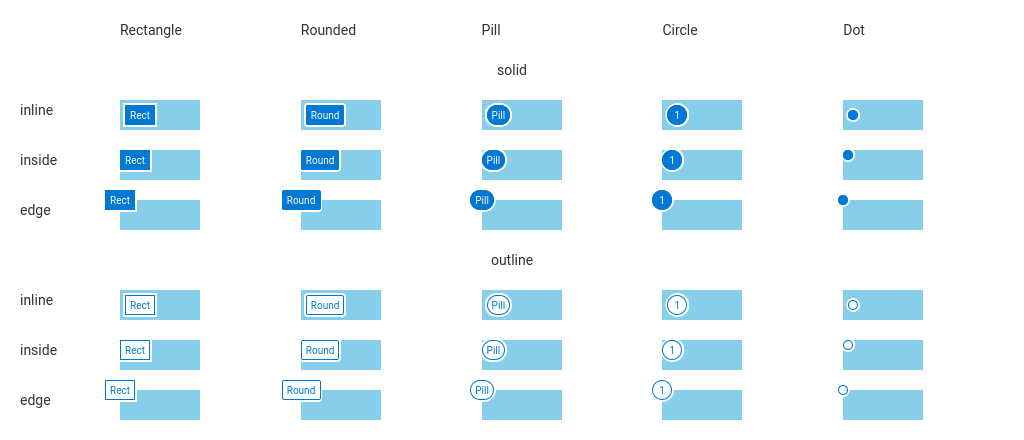 Rectangle Rounded Pill Circle Dot
solid
inline Rect Round Pill 1
inside Rect Round Pill 1
edge Rect Round Pill 1
outline
inline Rect Round Pill 1
inside Rect Round Pill 1
edge Rect Round Pill 1